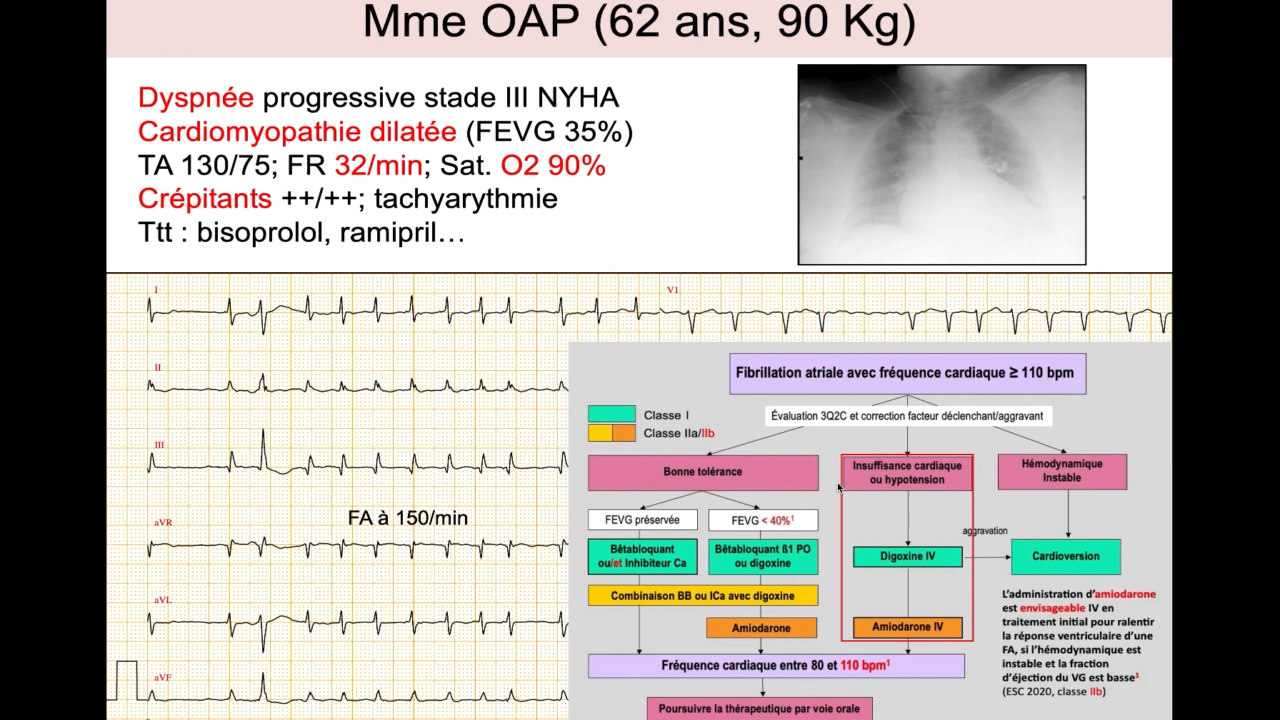 Mme OAP (62 ans, 90 Kg)
Dyspnée progressive stade III NYHA
Cardiomyopathie dilatée (FEVG 35%)
TA 130/75; FR 32/min; Sat. O2 90%
Crépitants ++/++; tachyarythmie
Ttt : bisoprolol, ramipril…
I
V1
II
III
aVR
aVL
aVF
FA à 150/min
Fibrillation atriale avec fréquence cardiaque ≥ 110 bpm
Classe I
Classe IIa/IIb
Évaluation 3Q2C et correction facteur déclenchant/aggravant
Bonne tolérance
Insuffisance cardiaque
ou hypotension
Hémodynamique
Instable
FEVG préservée
FEVG < 40%¹
aggravation
Bêtabloquant
ou/et Inhibiteur Ca
Bêtabloquant ß1 PO
ou digoxine
Digoxine IV
Cardioversion
Combinaison BB ou ICa avec digoxine
Amiodarone
Amiodarone IV
L'administration d'amiodarone
est envisageable IV en
traitement initial pour ralentir
la réponse ventriculaire d'une
FA, si l'hémodynamique est
instable et la fraction
d'éjection du VG est basse¹
(ESC 2020, classe IIb)
Fréquence cardiaque entre 80 et 110 bpm¹
Poursuivre la thérapeutique par voie orale